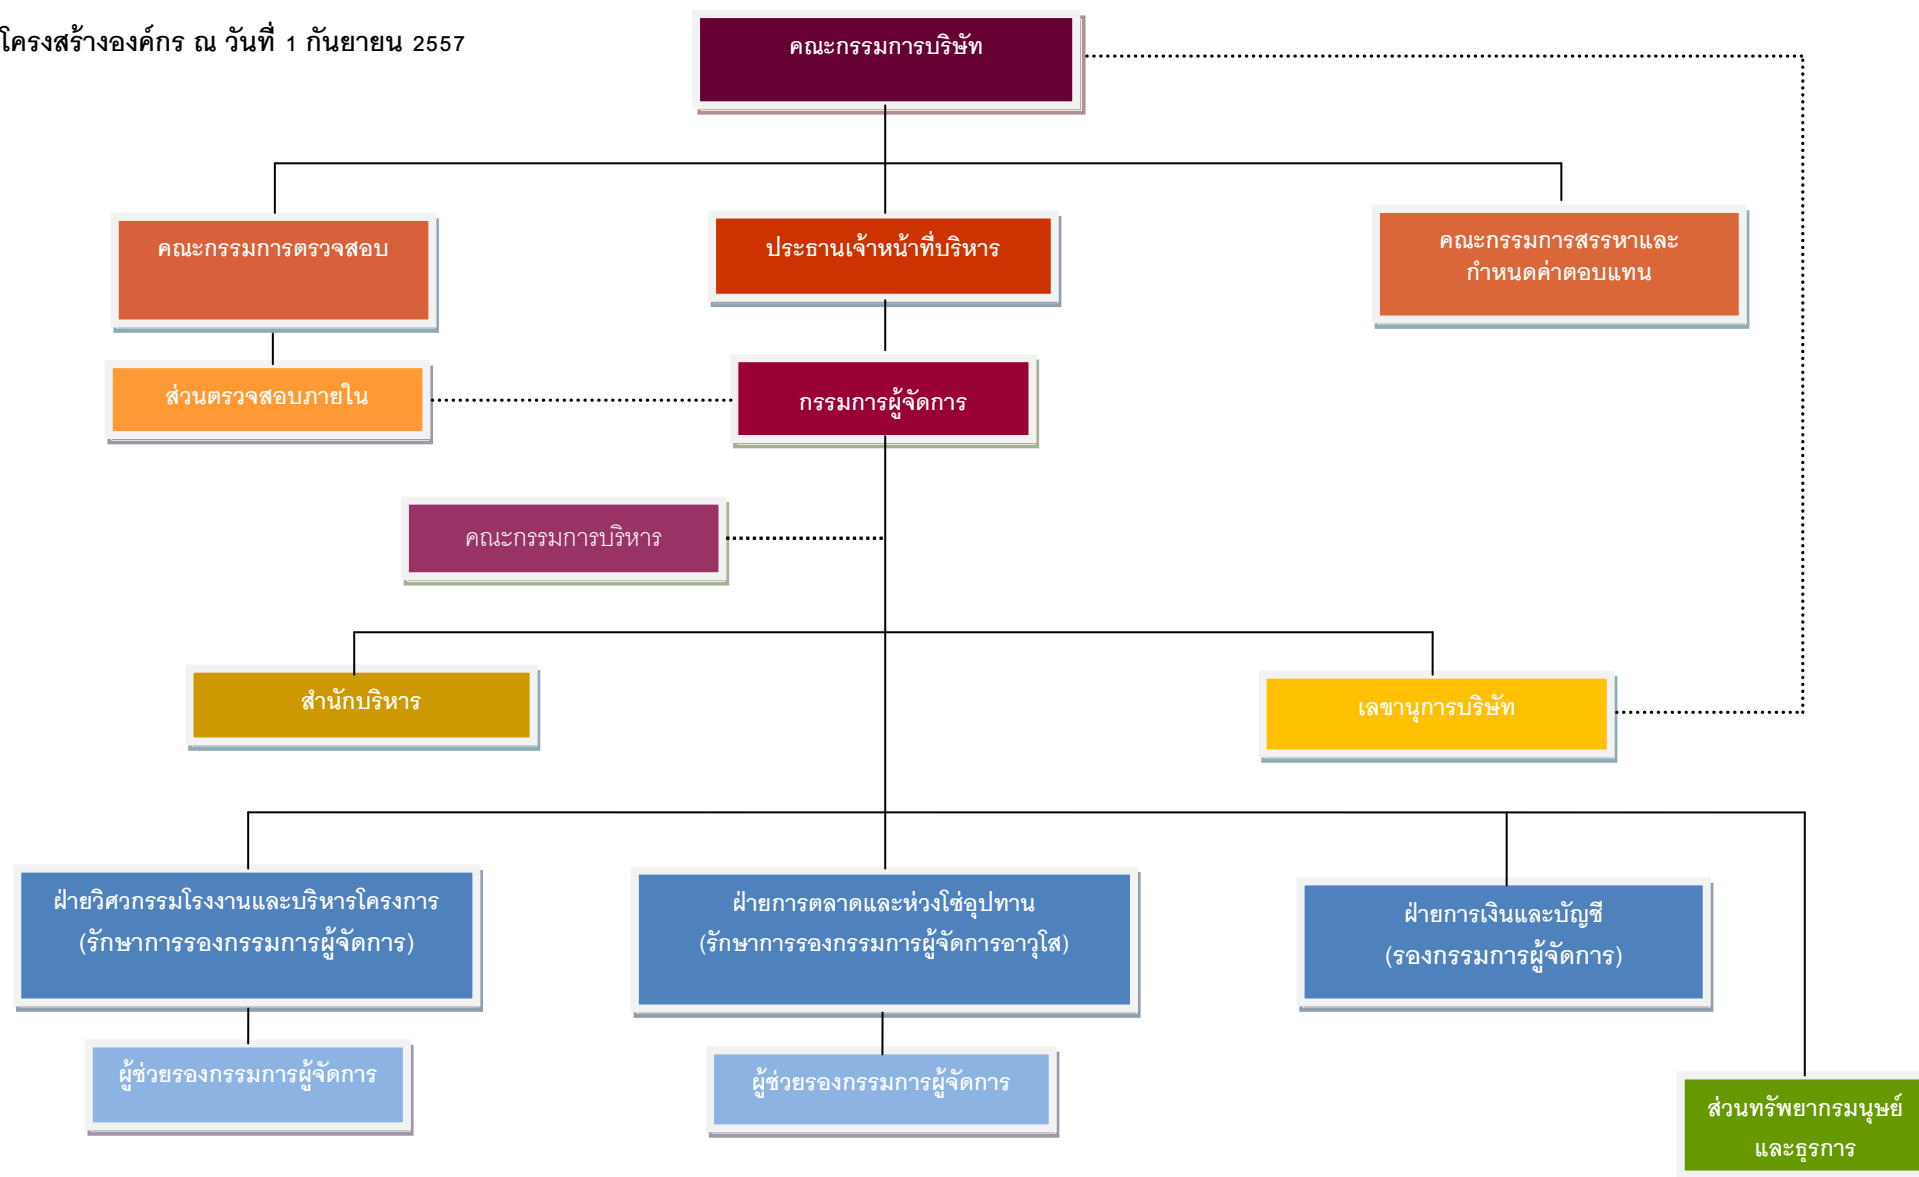 โครงสร้างองค์กร ณ วันที่ 1 กันยายน 2557
คณะกรรมการบริษัท
คณะกรรมการตรวจสอบ
ประธานเจ้าหน้าที่บริหาร
คณะกรรมการสรรหาและ
กำหนดค่าตอบแทน
ส่วนตรวจสอบภายใน
กรรมการผู้จัดการ
คณะกรรมการบริหาร
สำนักบริหาร
เลขานุการบริษัท
ฝ่ายวิศวกรรมโรงงานและบริหารโครงการ
(รักษาการรองกรรมการผู้จัดการ)
ฝ่ายการตลาดและห่วงโซ่อุปทาน
(รักษาการรองกรรมการผู้จัดการอาวุโส)
ฝ่ายการเงินและบัญชี
(รองกรรมการผู้จัดการ)
ผู้ช่วยรองกรรมการผู้จัดการ
ผู้ช่วยรองกรรมการผู้จัดการ
ส่วนทรัพยากรมนุษย์
และธุรการ